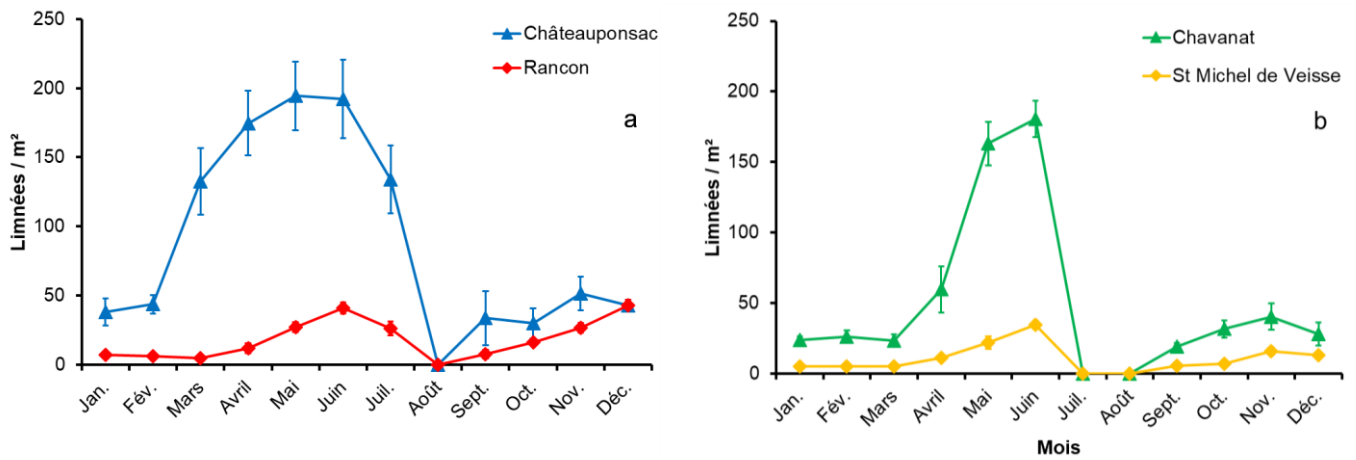 250
200
150
100
50
0
Limnées / m²
Châteauponsac
Rancon
a
Jan.
Fév.
Mars
Avril
Mai
Juin
Juil.
Août
Sept.
Oct.
Nov.
Déc.
250
200
150
100
50
0
Limnées / m²
Chavanat
St Michel de Veisse
b
Jan.
Fév.
Mars
Avril
Mai
Juin
Juil.
Août
Sept.
Oct.
Nov.
Déc.
Mois